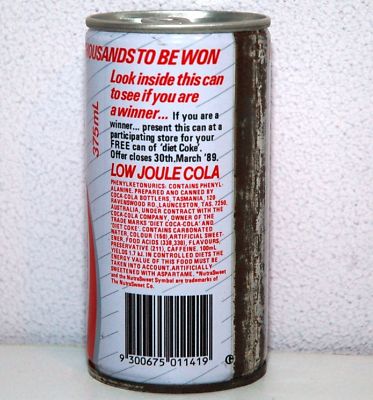 THOUSANDS TO BE WON
Look inside this can
to see if you are
a winner... If you are a
winner... present this can at a
participating store for your
FREE can of 'diet Coke'.
Offer closes 30th.March '89.
375mL
LOW JOULE COLA
PHENYLKETONURICS: CONTAINS PHENYL-
ALANINE. PREPARED AND CANNED BY
COCA-COLA BOTTLERS, TASMANIA, 120
RAVENSWOOD RD., LAUNCESTON, TAS. 7250,
AUSTRALIA, UNDER CONTRACT WITH THE
COCA-COLA COMPANY, OWNER OF THE
TRADE MARKS 'DIET COCA-COLA' AND
'DIET COKE'. CONTAINS CARBONATED
WATER, COLOUR (150), ARTIFICIAL SWEET-
ENER, FOOD ACIDS (338,330), FLAVOURS,
PRESERVATIVE (211), CAFFEINE. 100mL
YIELDS 1.7 kJ. IN CONTROLLED DIETS THE
ENERGY VALUE OF THIS FOOD MUST BE
TAKEN INTO ACCOUNT. ARTIFICIALLY
SWEETENED WITH ASPARTAME. *NutraSweet
and the NutraSweet Symbol are trademarks of
The NutraSweet Co.
9 300675 011419